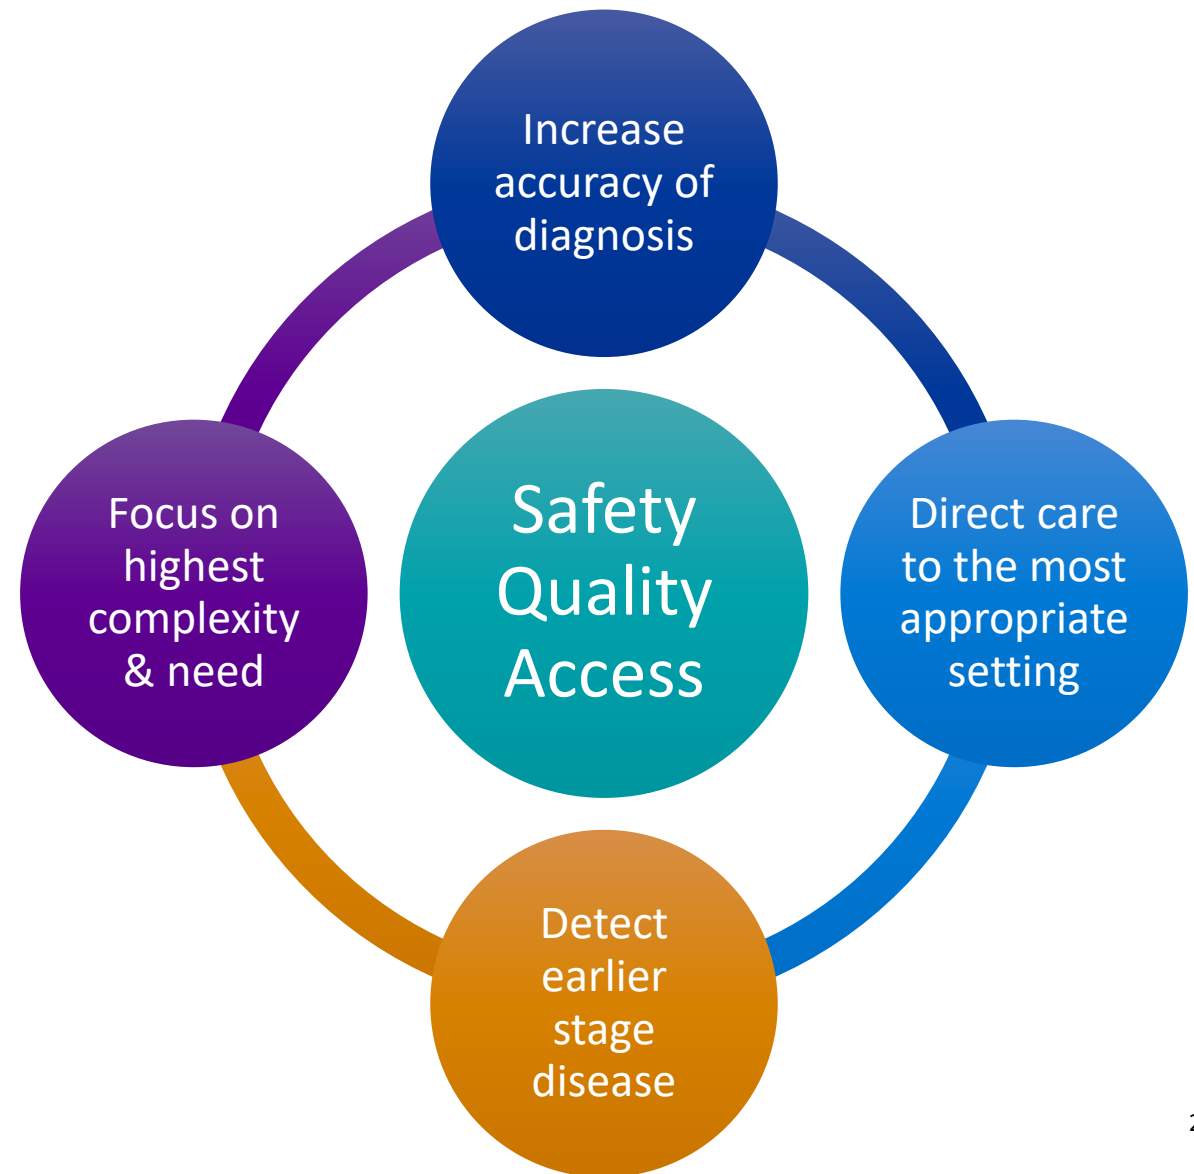 Increase
accuracy of
diagnosis
Focus on
highest
complexity
& need
Safety
Quality
Access
Direct care
to the most
appropriate
setting
Detect
earlier
stage
disease
2